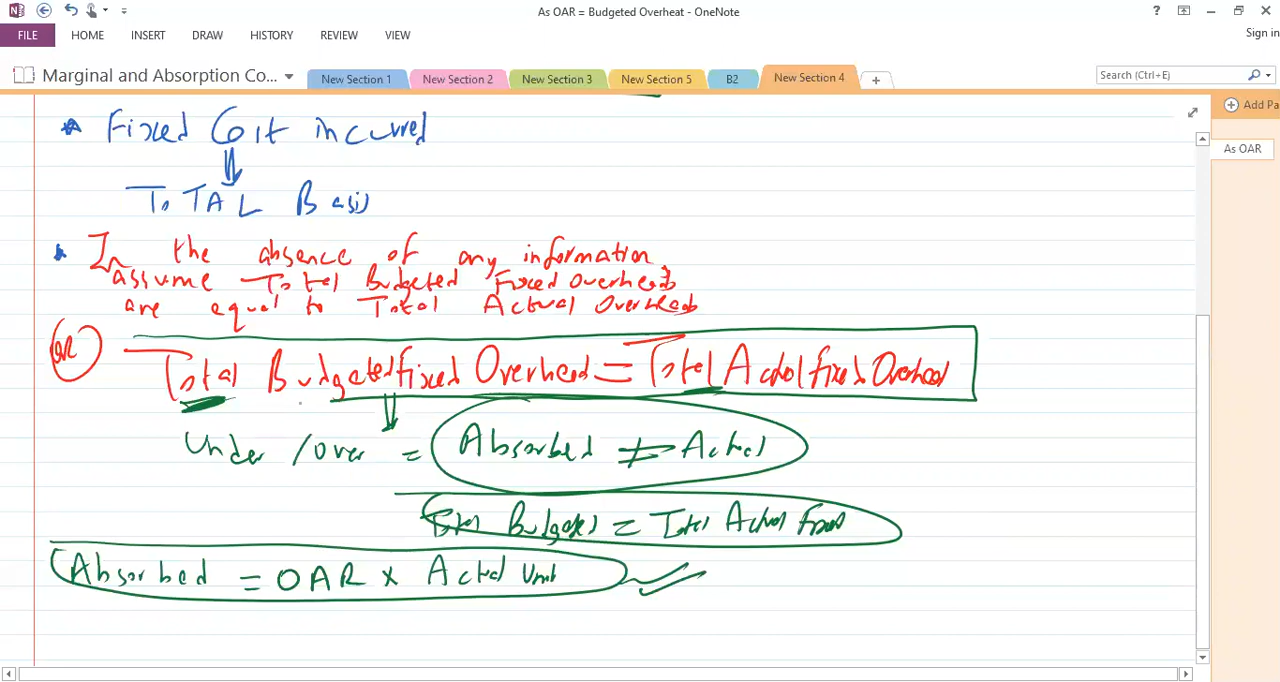 As OAR = Budgeted Overheat - OneNote
Sign in
FILE HOME INSERT DRAW HISTORY REVIEW VIEW
Marginal and Absorption Co... New Section 1 New Section 2 New Section 3 New Section 5 B2 New Section 4
Search (Ctrl+E)
Add Pa
As OAR
Fixed Cost incurred
ToTAL Basis
In the absence of any information
assume Total Budgeted Fixed Overheads
are equal to Total Actual Overheads
OR
Total Budgeted fixed Overhead = Total Actual fixed Overhead
Under / over = Absorbed ≠ Actual
Total Budgeted = Total Actual Fixed
Absorbed = OAR x Actual Unit